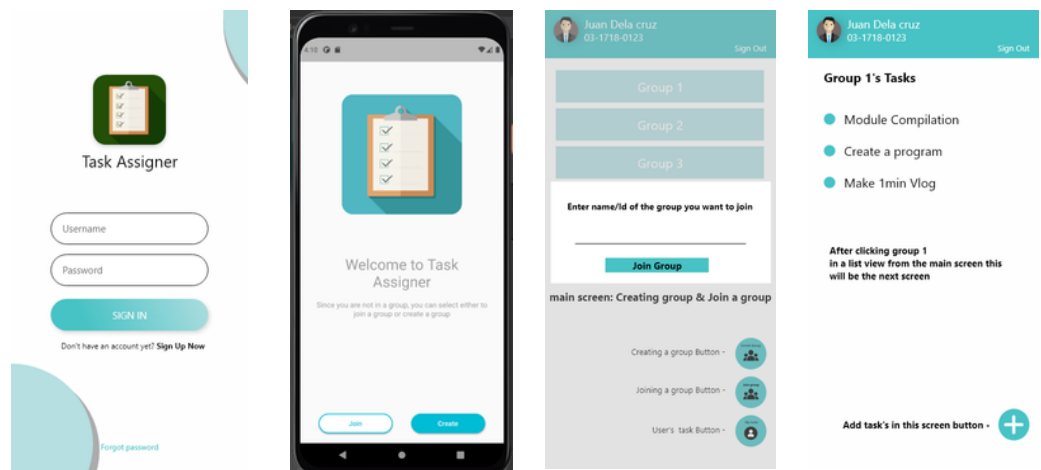 Task Assigner
Username
Password
SIGN IN
Don't have an account yet? Sign Up Now
Forgot password
4:10
Welcome to Task
Assigner
Since you are not in a group, you can select either to
join a group or create a group
Join
Create
Juan Dela cruz
03-1718-0123
Sign Out
Group 1
Group 2
Group 3
Enter name/Id of the group you want to join
Join Group
main screen: Creating group & Join a group
Creating a group Button -
Joining a group Button -
User's task Button -
Juan Dela cruz
03-1718-0123
Sign Out
Group 1's Tasks
Module Compilation
Create a program
Make 1min Vlog
After clicking group 1
in a list view from the main screen this
will be the next screen
Add task's in this screen button -